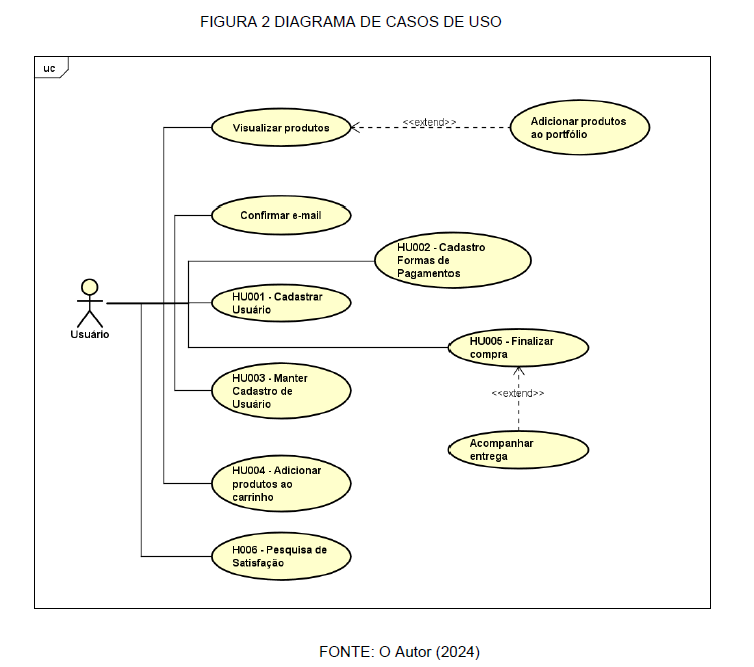 FIGURA 2 DIAGRAMA DE CASOS DE USO
uc
Visualizar produtos
<<extend>>
Adicionar produtos
ao portfólio
Confirmar e-mail
HU002 - Cadastro
Formas de
Pagamentos
HU001 - Cadastrar
Usuário
Usuário
HU005 - Finalizar
compra
HU003 - Manter
Cadastro de
Usuário
<<extend>>
Acompanhar
entrega
HU004 - Adicionar
produtos ao
carrinho
H006 - Pesquisa de
Satisfação
FONTE: O Autor (2024)